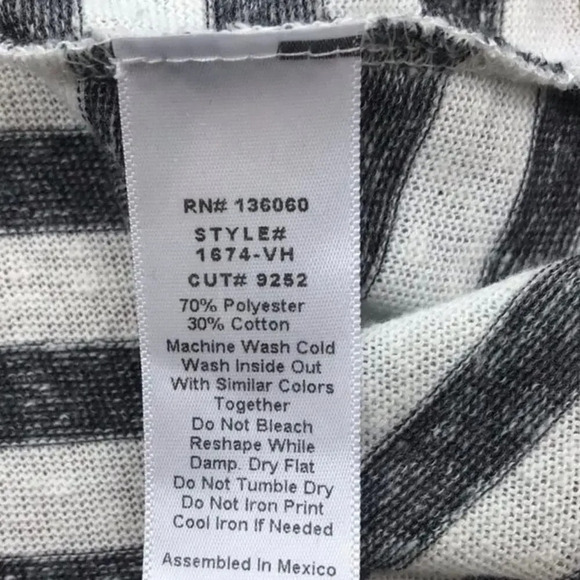 RN# 136060
STYLE#
1674-VH
CUT# 9252
70% Polyester
30% Cotton
Machine Wash Cold
Wash Inside Out
With Similar Colors
Together
Do Not Bleach
Reshape While
Damp. Dry Flat
Do Not Tumble Dry
Do Not Iron Print
Cool Iron If Needed
Assembled In Mexico